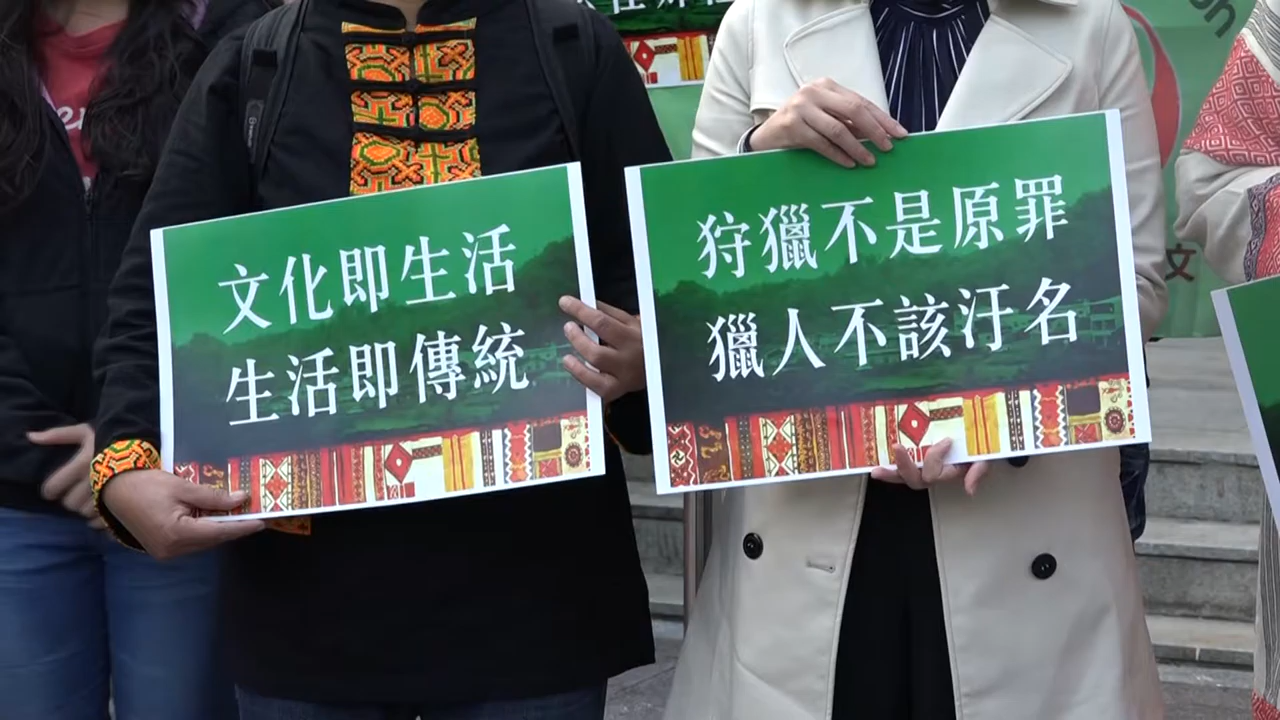 文化即生活
生活即傳統
狩獵不是原罪
獵人不該汙名
文